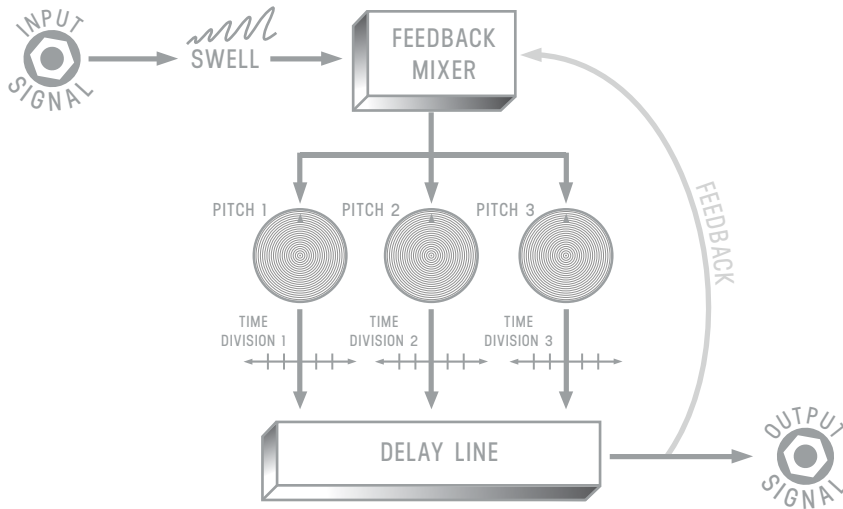 INPUT
SIGNAL
SWELL
FEEDBACK
MIXER
PITCH 1
PITCH 2
PITCH 3
FEEDBACK
TIME
DIVISION 1
TIME
DIVISION 2
TIME
DIVISION 3
DELAY LINE
OUTPUT
SIGNAL